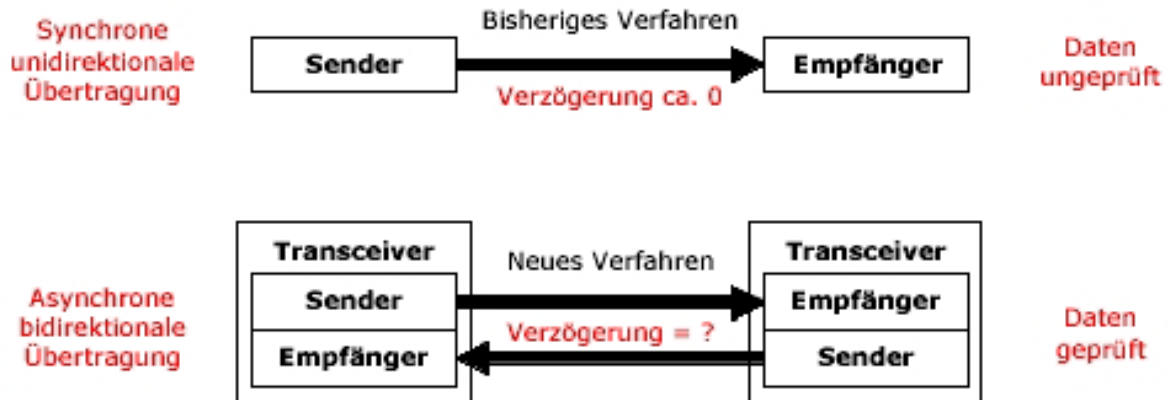 Synchrone
unidirektionale
Übertragung
Bisheriges Verfahren
Sender
Verzögerung ca. 0
Empfänger
Daten
ungeprüft
Asynchrone
bidirektionale
Übertragung
Transceiver
Sender
Empfänger
Neues Verfahren
Verzögerung = ?
Transceiver
Empfänger
Sender
Daten
geprüft